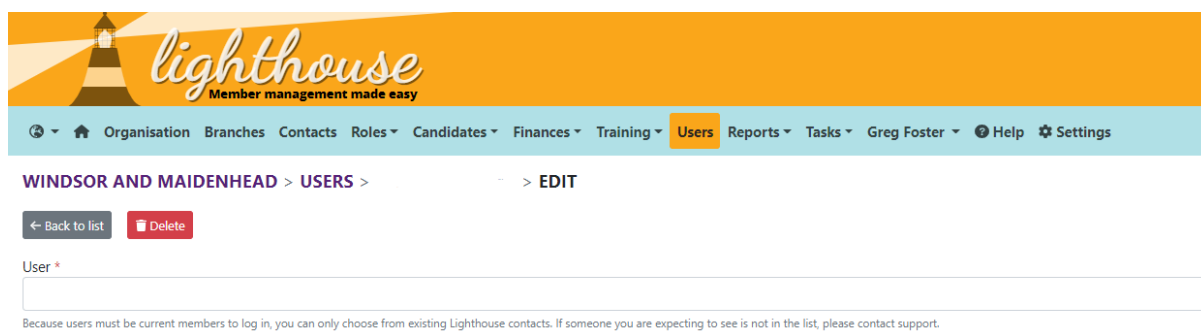 lighthouse
Member management made easy
Organisation Branches Contacts Roles Candidates Finances Training Users Reports Tasks Greg Foster Help Settings
WINDSOR AND MAIDENHEAD > USERS > > EDIT
← Back to list Delete
User *
Because users must be current members to log in, you can only choose from existing Lighthouse contacts. If someone you are expecting to see is not in the list, please contact support.